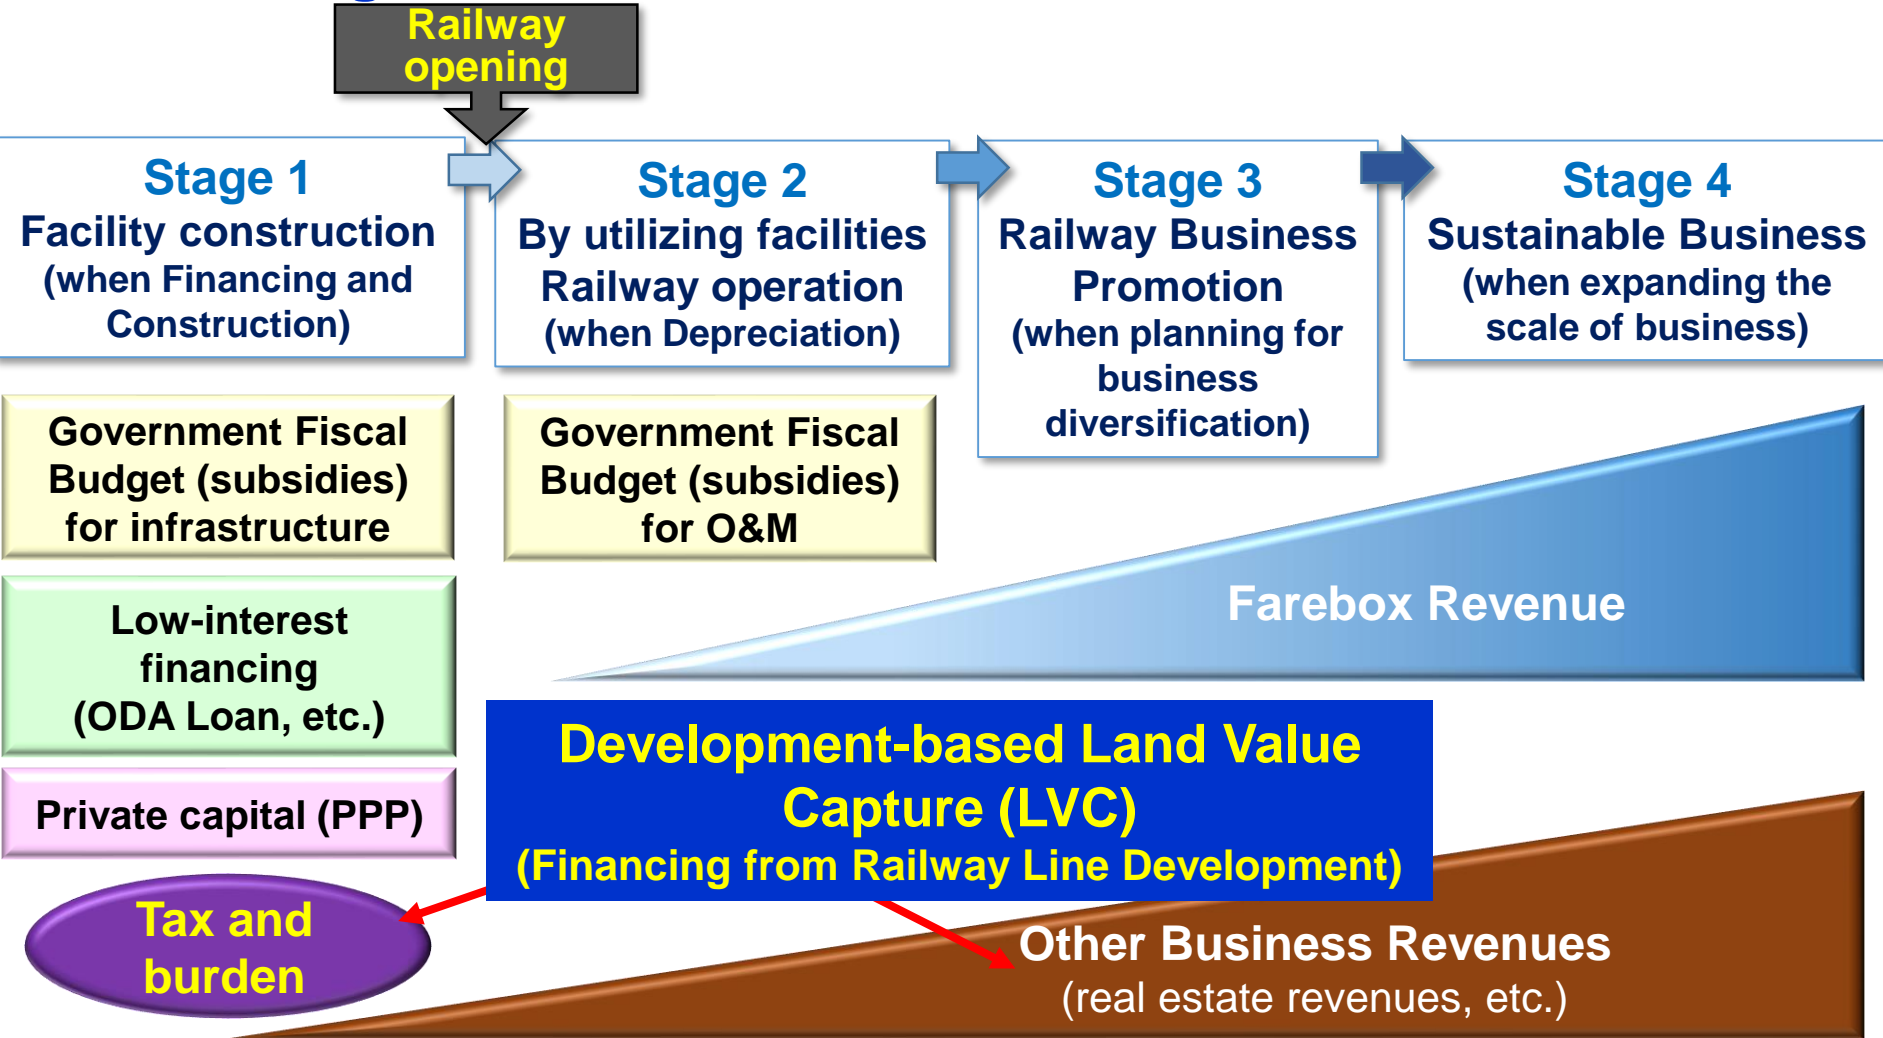 Railway
opening
Stage 1
Facility construction
(when Financing and
Construction)
Stage 2
By utilizing facilities
Railway operation
(when Depreciation)
Stage 3
Railway Business
Promotion
(when planning for
business
diversification)
Stage 4
Sustainable Business
(when expanding the
scale of business)
Government Fiscal
Budget (subsidies)
for infrastructure
Government Fiscal
Budget (subsidies)
for O&M
Low-interest
financing
(ODA Loan, etc.)
Private capital (PPP)
Farebox Revenue
Development-based Land Value
Capture (LVC)
(Financing from Railway Line Development)
Tax and
burden
Other Business Revenues
(real estate revenues, etc.)